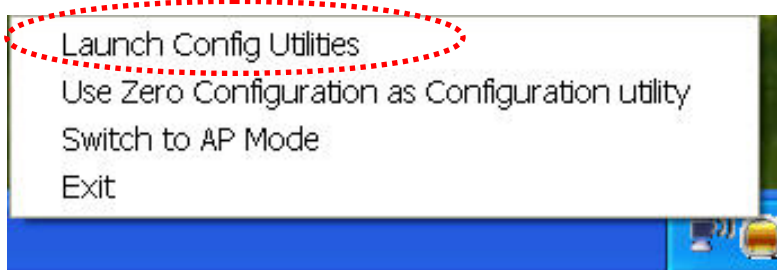 Launch Config Utilities
Use Zero Configuration as Configuration utility
Switch to AP Mode
Exit